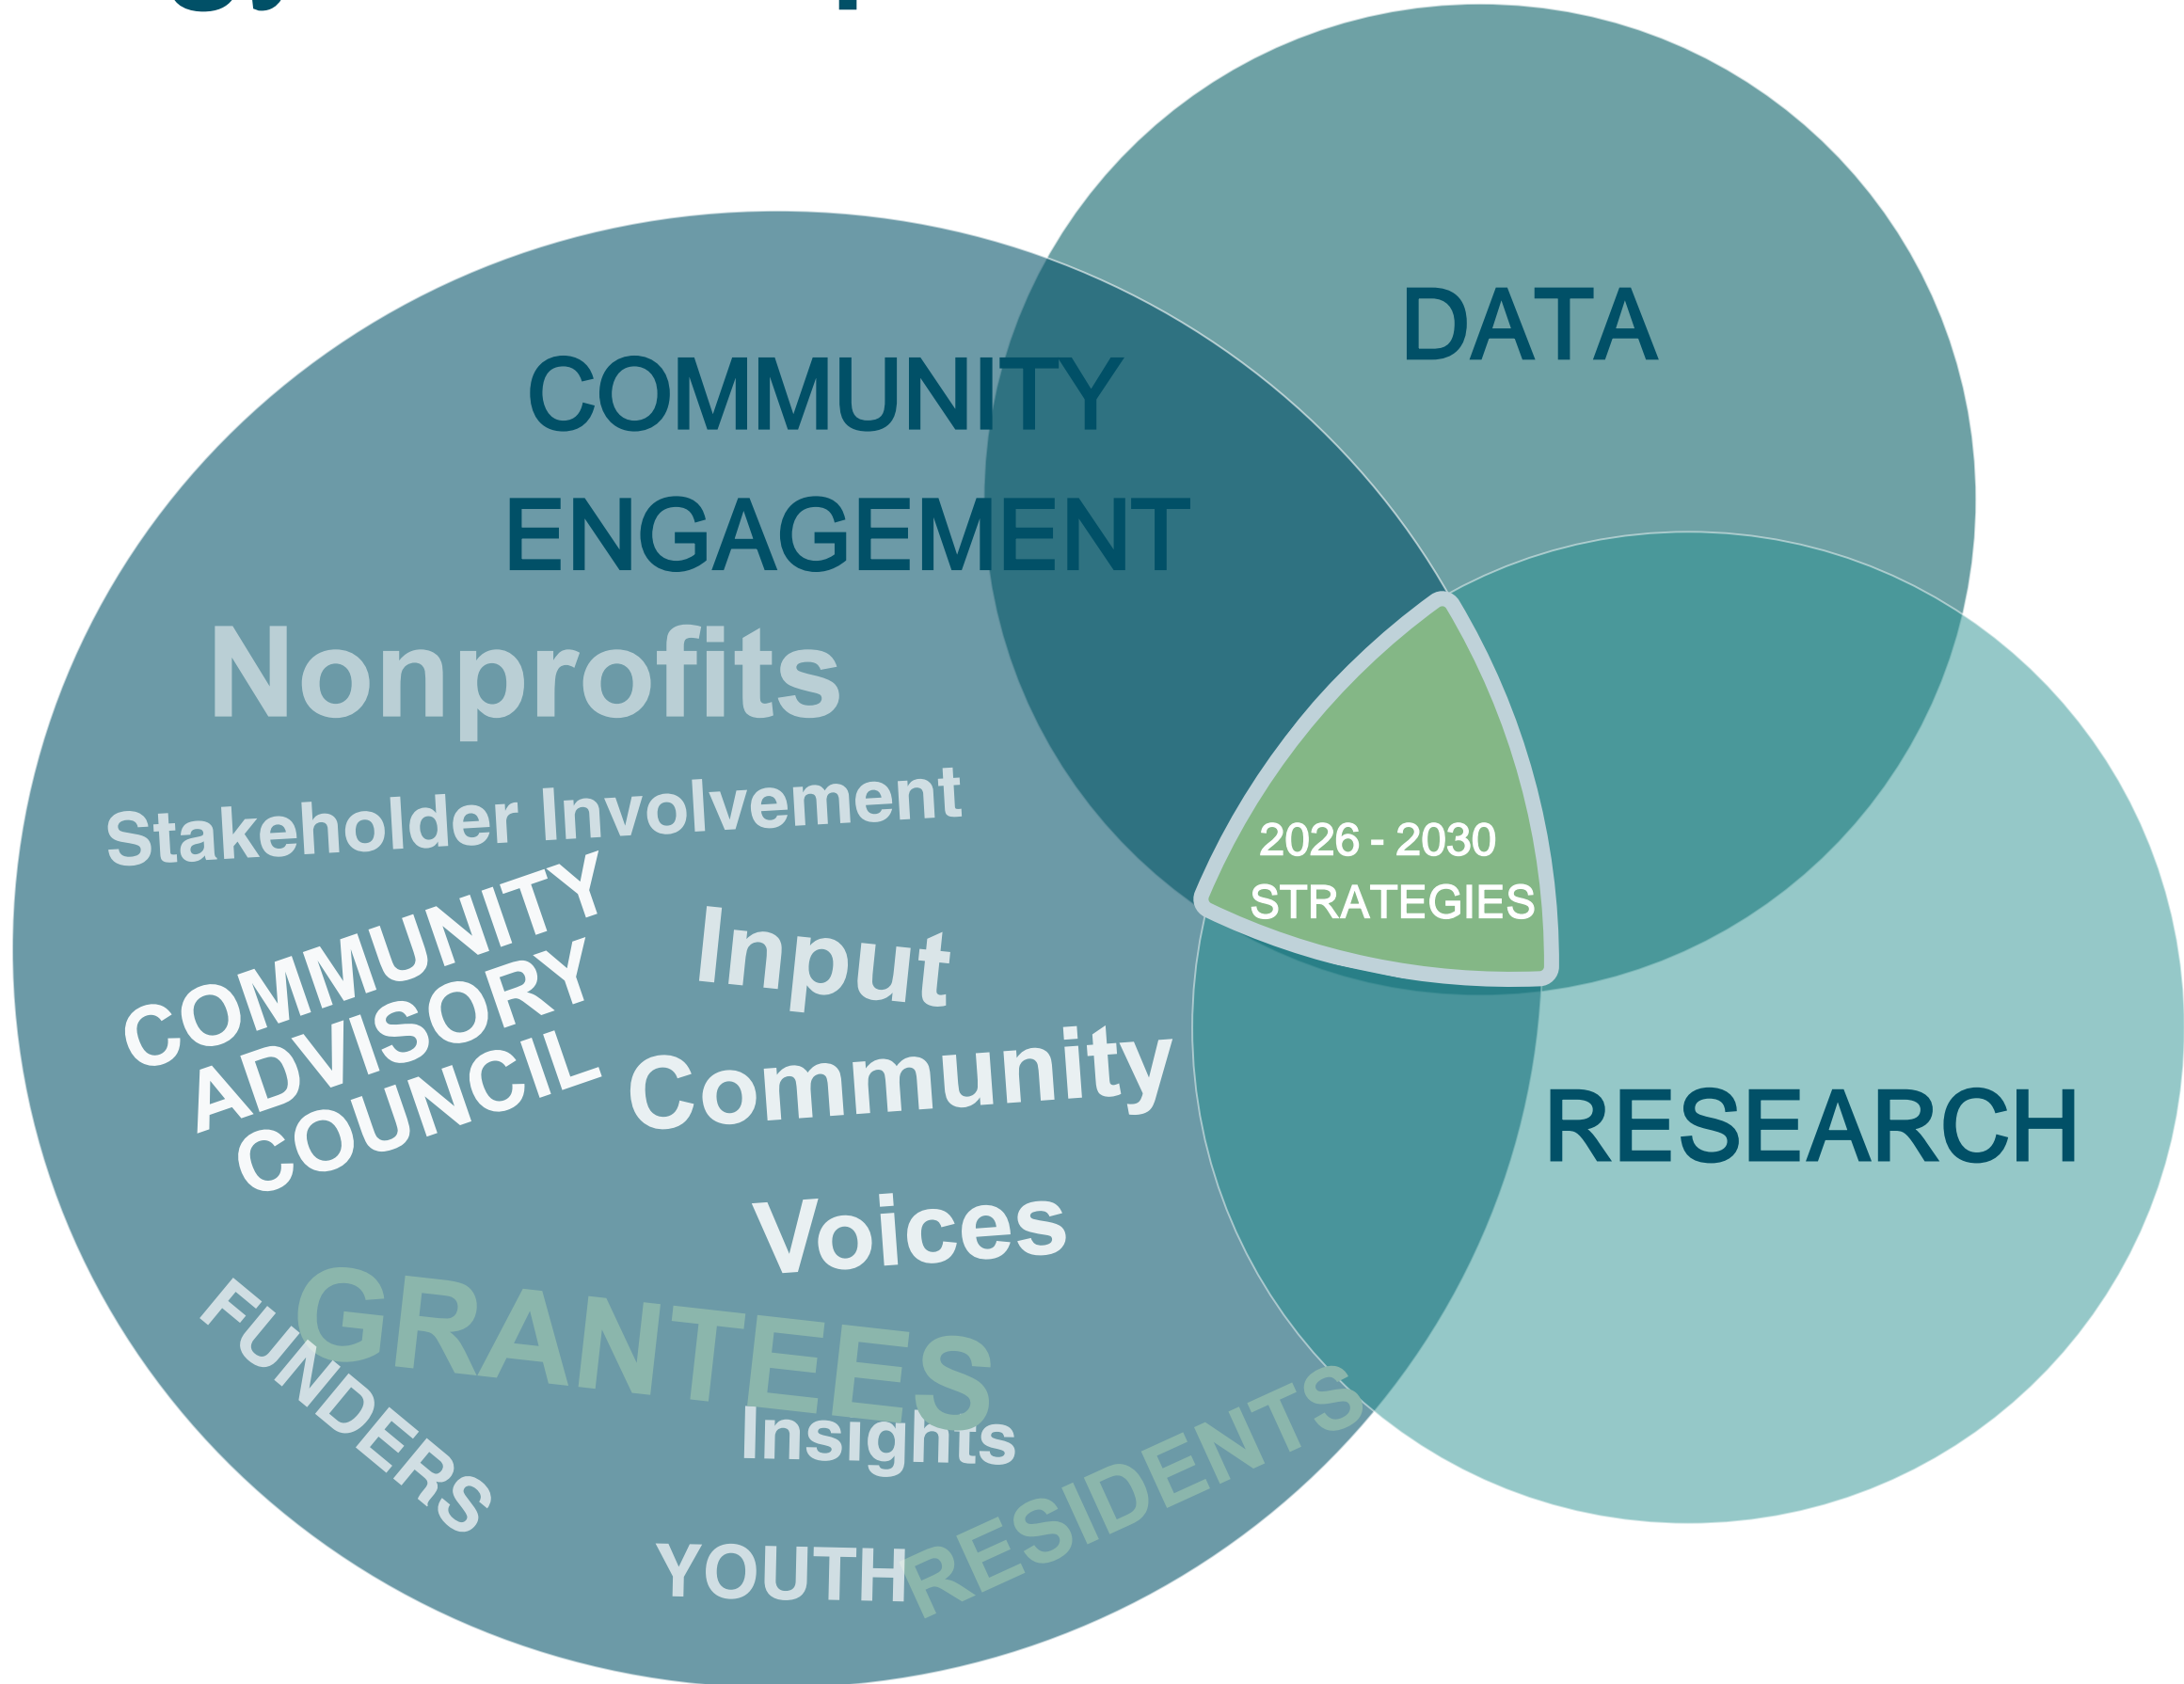 DATA
COMMUNITY
ENGAGEMENT
Nonprofits
Stakeholder Involvement
2026 - 2030
STRATEGIES
COMMUNITY
ADVISORY
COUNCIL
Input
Community
Voices
RESEARCH
GRANTEES
FUNDERS
Insights
RESIDENTS
YOUTH